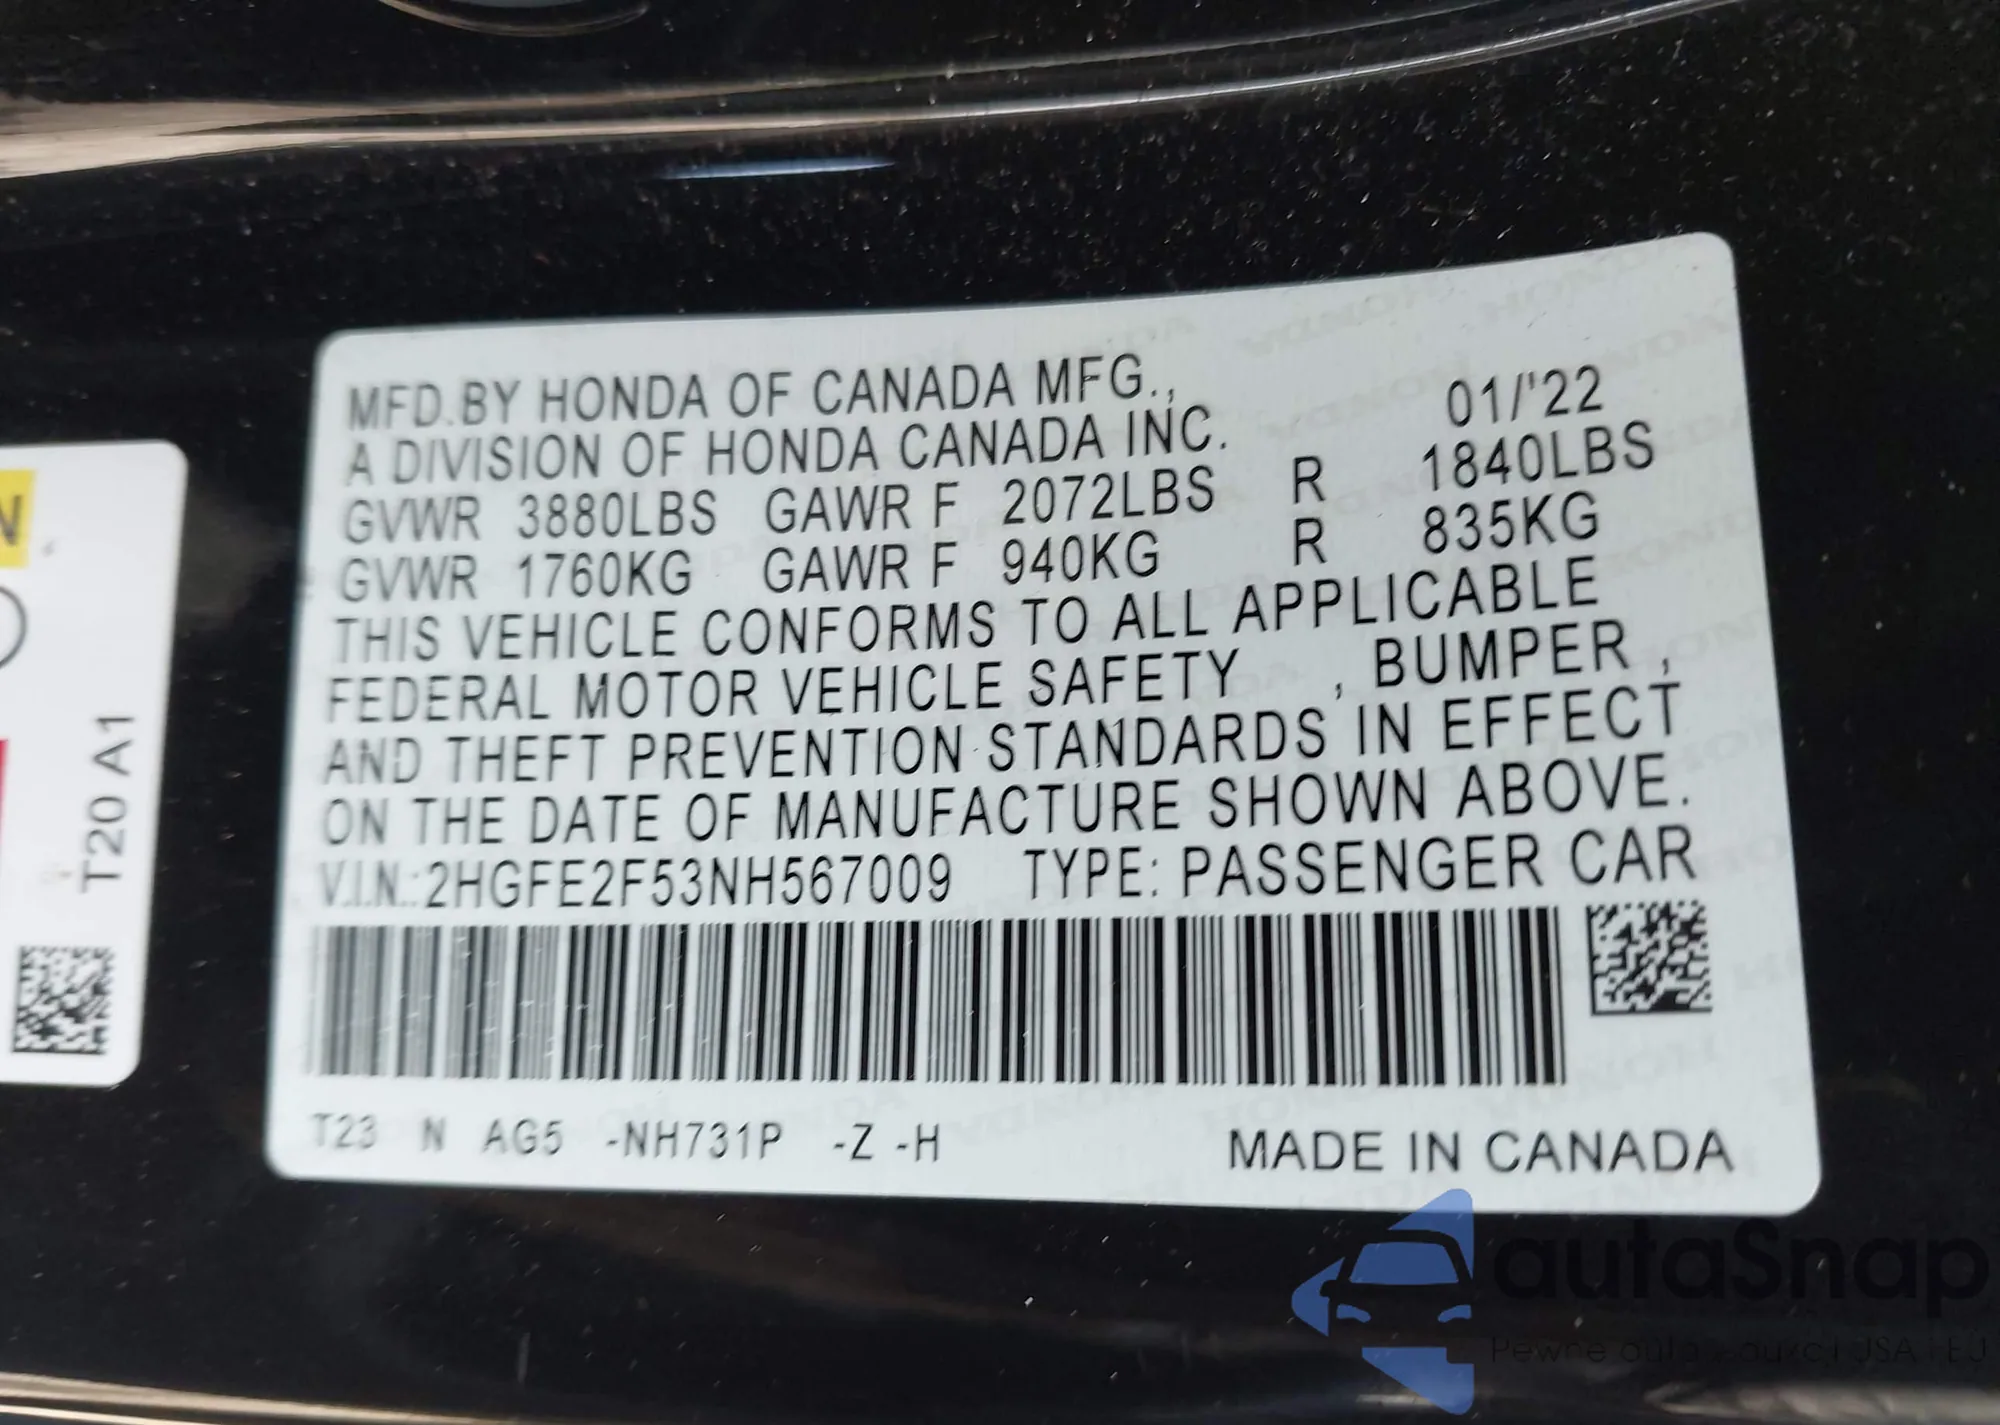 MFD.BY HONDA OF CANADA MFG.,
A DIVISION OF HONDA CANADA INC. 01/'22
GVWR 3880LBS GAWR F 2072LBS R 1840LBS
GVWR 1760KG GAWR F 940KG R 835KG
THIS VEHICLE CONFORMS TO ALL APPLICABLE
FEDERAL MOTOR VEHICLE SAFETY , BUMPER ,
AND THEFT PREVENTION STANDARDS IN EFFECT
ON THE DATE OF MANUFACTURE SHOWN ABOVE.
V.I.N.:2HGFE2F53NH567009 TYPE: PASSENGER CAR
T23 N AG5 -NH731P -Z -H MADE IN CANADA
N
T20 A1
autaSnap
Pewne auta